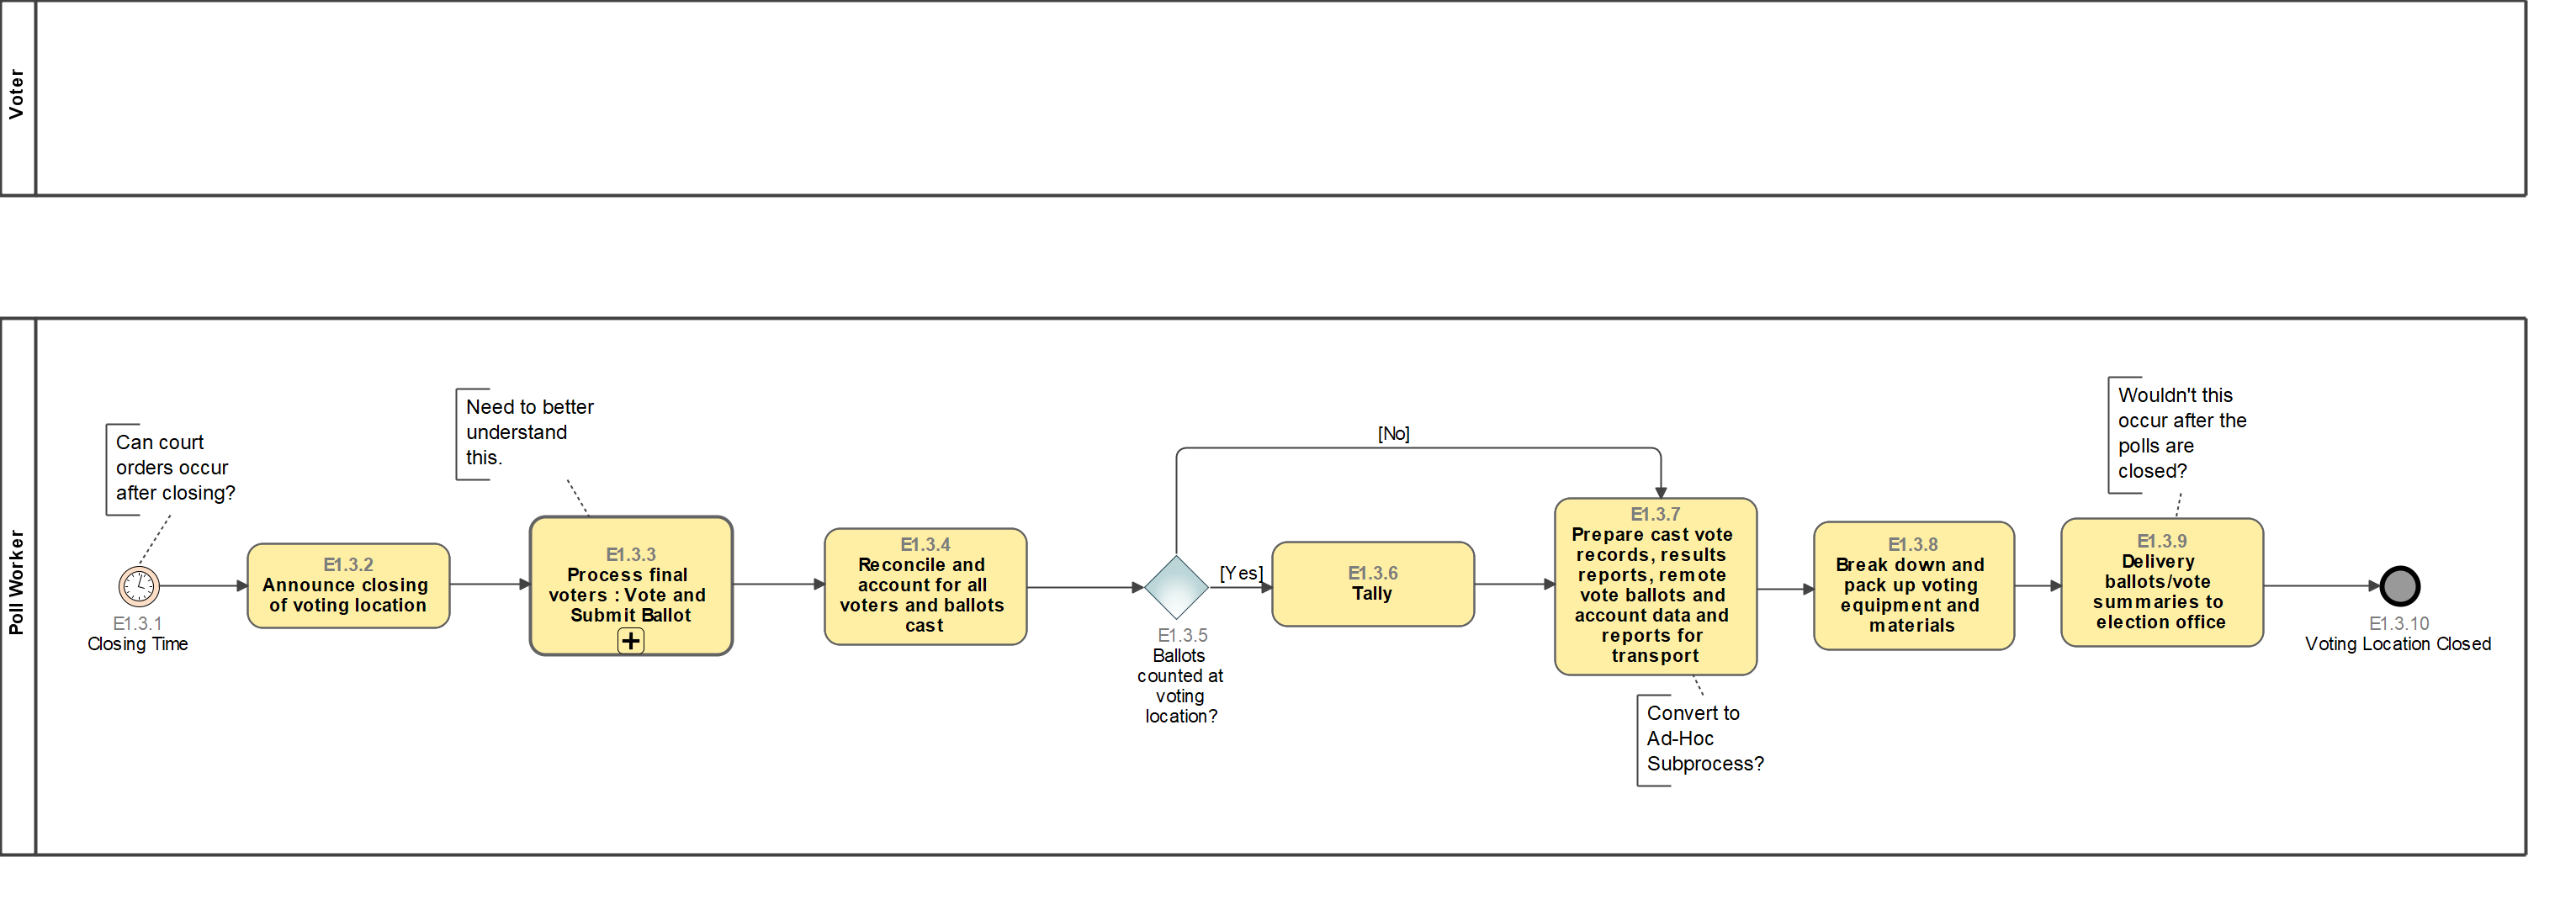 Voter
Poll Worker
Can court
orders occur
after closing?
E1.3.1
Closing Time
E1.3.2
Announce closing
of voting location
Need to better
understand
this.
E1.3.3
Process final
voters : Vote and
Submit Ballot
E1.3.4
Reconcile and
account for all
voters and ballots
cast
E1.3.5
Ballots
counted at
voting
location?
[No]
[Yes]
E1.3.6
Tally
E1.3.7
Prepare cast vote
records, results
reports, remote
vote ballots and
account data and
reports for
transport
Convert to
Ad-Hoc
Subprocess?
E1.3.8
Break down and
pack up voting
equipment and
materials
Wouldn't this
occur after the
polls are
closed?
E1.3.9
Delivery
ballots/vote
summaries to
election office
E1.3.10
Voting Location Closed